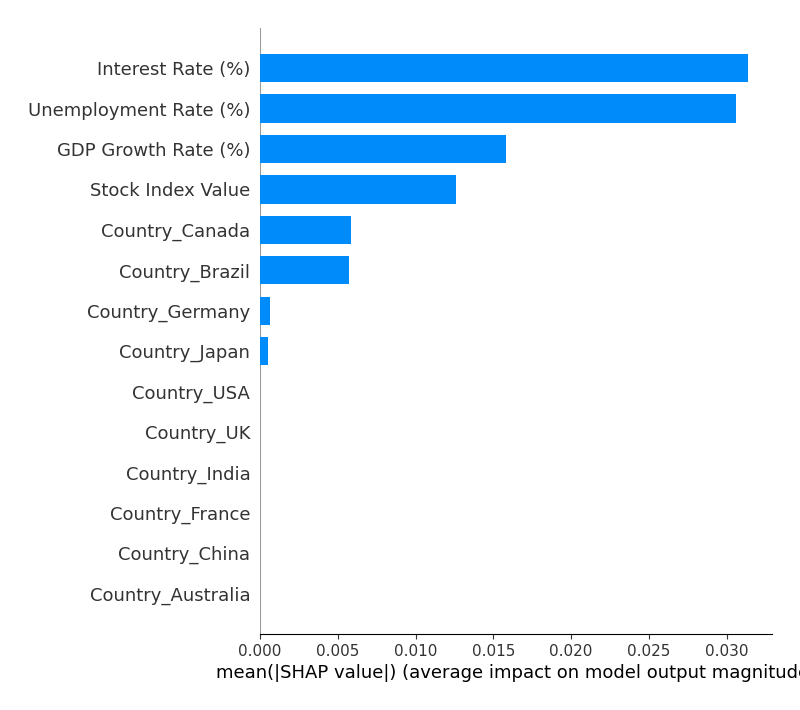 Interest Rate (%)
Unemployment Rate (%)
GDP Growth Rate (%)
Stock Index Value
Country_Canada
Country_Brazil
Country_Germany
Country_Japan
Country_USA
Country_UK
Country_India
Country_France
Country_China
Country_Australia
0.000 0.005 0.010 0.015 0.020 0.025 0.030
mean(|SHAP value|) (average impact on model output magnitude